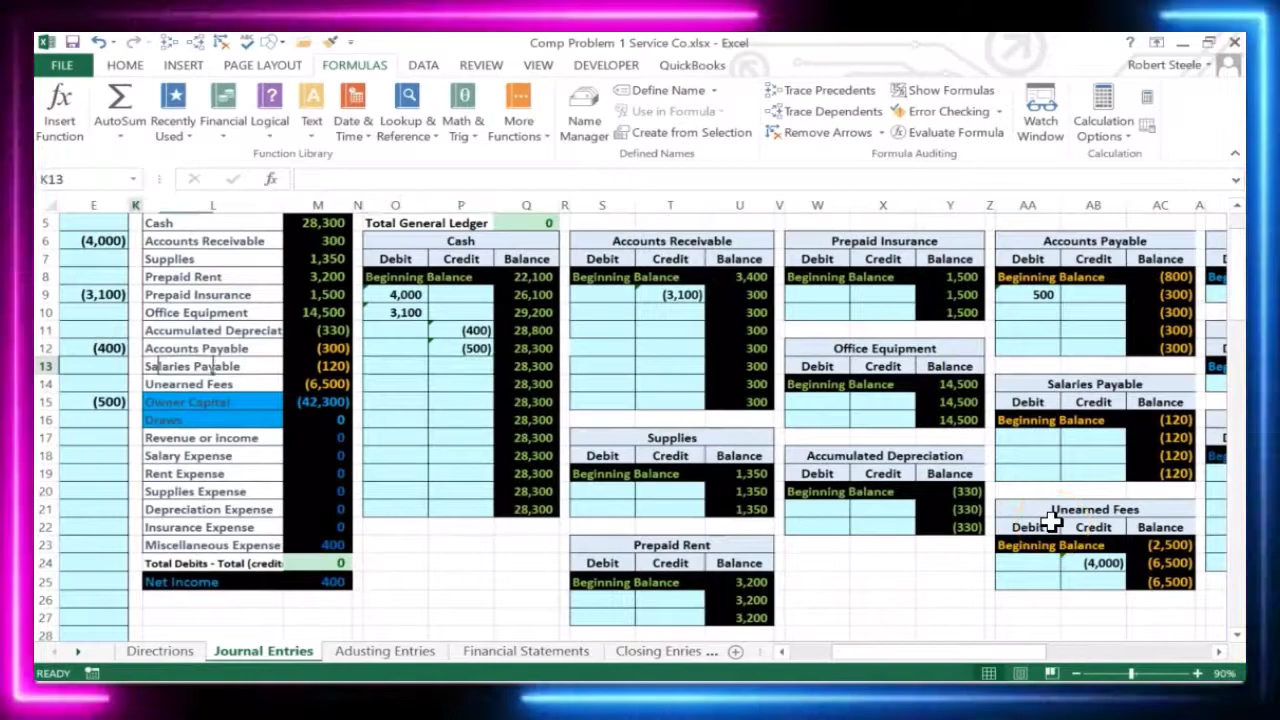 Comp Problem 1 Service Co.xlsx - Excel
FILE HOME INSERT PAGE LAYOUT FORMULAS DATA REVIEW VIEW DEVELOPER QuickBooks Robert Steele
Insert Function AutoSum Recently Used Financial Logical Text Date & Time Lookup & Reference Math & Trig More Functions
Function Library
Name Manager Define Name Use in Formula Create from Selection
Defined Names
Trace Precedents Show Formulas
Trace Dependents Error Checking
Remove Arrows Evaluate Formula
Formula Auditing
Watch Window
Calculation Options
Calculation
K13 fx
E K L M N O P Q R S T U V W X Y Z AA AB AC A
5 Cash 28,300 Total General Ledger 0
6 (4,000) Accounts Receivable 300 Cash Accounts Receivable Prepaid Insurance Accounts Payable
7 Supplies 1,350 Debit Credit Balance Debit Credit Balance Debit Credit Balance Debit Credit Balance
8 Prepaid Rent 3,200 Beginning Balance 22,100 Beginning Balance 3,400 Beginning Balance 1,500 Beginning Balance (800)
9 (3,100) Prepaid Insurance 1,500 4,000 26,100 (3,100) 300 1,500 500 (300)
10 Office Equipment 14,500 3,100 29,200 300 1,500 (300)
11 Accumulated Depreciat (330) (400) 28,800 300 (300)
12 (400) Accounts Payable (300) (500) 28,300 300 Office Equipment (300)
13 Salaries Payable (120) 28,300 300 Debit Credit Balance
14 Unearned Fees (6,500) 28,300 300 Beginning Balance 14,500 Salaries Payable
15 (500) Owner Capital (42,300) 28,300 300 14,500 Debit Credit Balance
16 Draws 0 28,300 14,500 Beginning Balance (120)
17 Revenue or Income 0 28,300 Supplies (120)
18 Salary Expense 0 28,300 Debit Credit Balance Accumulated Depreciation (120)
19 Rent Expense 0 28,300 Beginning Balance 1,350 Debit Credit Balance (120)
20 Supplies Expense 0 28,300 1,350 Beginning Balance (330)
21 Depreciation Expense 0 28,300 1,350 (330) Unearned Fees
22 Insurance Expense 0 (330) Debit Credit Balance
23 Miscellaneous Expense 400 Prepaid Rent Beginning Balance (2,500)
24 Total Debits - Total (credit 0 Debit Credit Balance (4,000) (6,500)
25 Net Income 400 Beginning Balance 3,200 (6,500)
26 3,200
27 3,200
28
Directions Journal Entries Adusting Entries Financial Statements Closing Enries ...
READY 90%